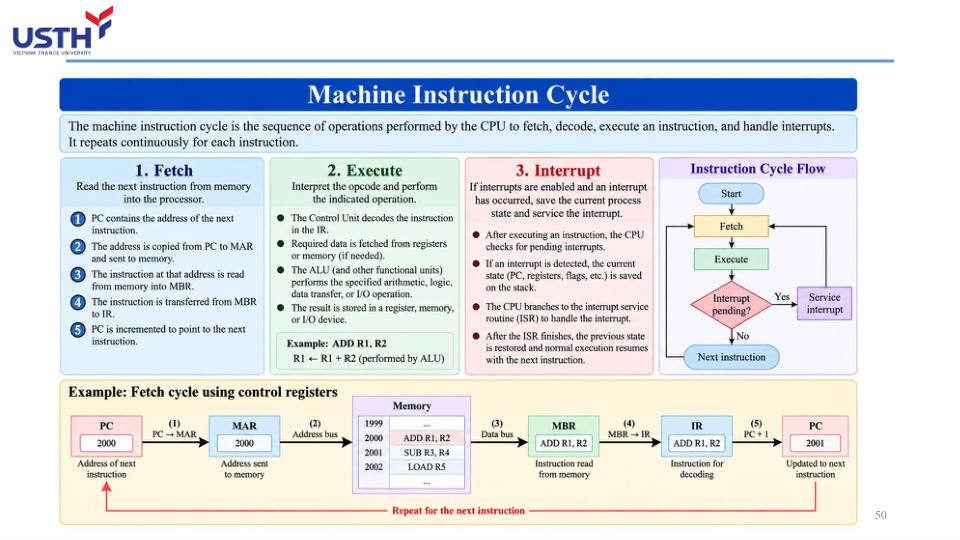 USTH
VIETNAM FRANCE UNIVERSITY
Machine Instruction Cycle
The machine instruction cycle is the sequence of operations performed by the CPU to fetch, decode, execute an instruction, and handle interrupts.
It repeats continuously for each instruction.
1. Fetch
Read the next instruction from memory
into the processor.
1 PC contains the address of the next
instruction.
2 The address is copied from PC to MAR
and sent to memory.
3 The instruction at that address is read
from memory into MBR.
4 The instruction is transferred from MBR
to IR.
5 PC is incremented to point to the next
instruction.
2. Execute
Interpret the opcode and perform
the indicated operation.
● The Control Unit decodes the instruction
in the IR.
● Required data is fetched from registers
or memory (if needed).
● The ALU (and other functional units)
performs the specified arithmetic, logic,
data transfer, or I/O operation.
● The result is stored in a register, memory,
or I/O device.
Example: ADD R1, R2
R1 ← R1 + R2 (performed by ALU)
3. Interrupt
If interrupts are enabled and an interrupt
has occurred, save the current process
state and service the interrupt.
● After executing an instruction, the CPU
checks for pending interrupts.
● If an interrupt is detected, the current
state (PC, registers, flags, etc.) is saved
on the stack.
● The CPU branches to the interrupt service
routine (ISR) to handle the interrupt.
● After the ISR finishes, the previous state
is restored and normal execution resumes
with the next instruction.
Instruction Cycle Flow
Start
Fetch
Execute
Interrupt
pending?
Yes
Service
interrupt
No
Next instruction
Example: Fetch cycle using control registers
PC
2000
Address of next
instruction
(1)
PC → MAR
MAR
2000
Address sent
to memory
(2)
Address bus
Memory
1999 ...
2000 ADD R1, R2
2001 SUB R3, R4
2002 LOAD R5
...
(3)
Data bus
MBR
ADD R1, R2
Instruction read
from memory
(4)
MBR → IR
IR
ADD R1, R2
Instruction for
decoding
(5)
PC + 1
PC
2001
Updated to next
instruction
Repeat for the next instruction
50